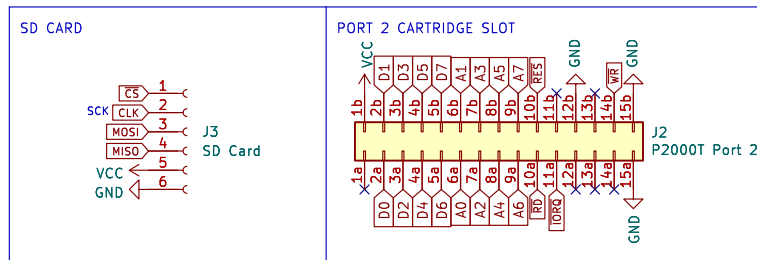 SD CARD
CS 1
SCK CLK 2
MOSI 3 J3
MISO 4 SD Card
VCC 5
GND 6
PORT 2 CARTRIDGE SLOT
VCC D1 D3 D5 D7 A1 A3 A5 A7 RES GND WR GND
1b 2b 3b 4b 5b 6b 7b 8b 9b 10b 11b 12b 13b 14b 15b
J2
P2000T Port 2
1a 2a 3a 4a 5a 6a 7a 8a 9a 10a 11a 12a 13a 14a 15a
D0 D2 D4 D6 A0 A2 A4 A6 RD IORQ GND